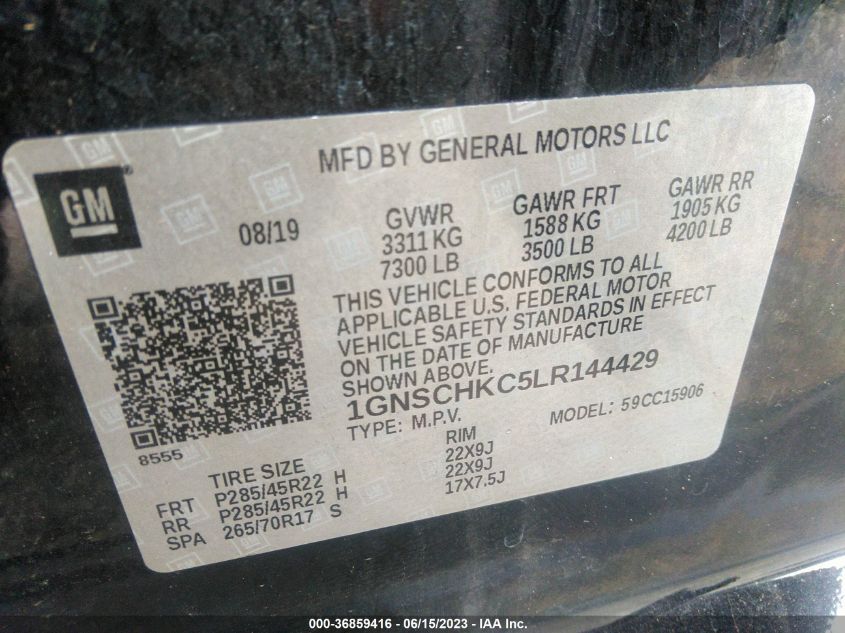 MFD BY GENERAL MOTORS LLC
GM®
08/19
GVWR
3311 KG
7300 LB
GAWR FRT
1588 KG
3500 LB
GAWR RR
1905 KG
4200 LB
THIS VEHICLE CONFORMS TO ALL
APPLICABLE U.S. FEDERAL MOTOR
VEHICLE SAFETY STANDARDS IN EFFECT
ON THE DATE OF MANUFACTURE
SHOWN ABOVE.
1GNSCHKC5LR144429
TYPE: M.P.V. MODEL: 59CC15906
8555
TIRE SIZE RIM
FRT P285/45R22 H 22X9J
RR P285/45R22 H 22X9J
SPA 265/70R17 S 17X7.5J
000-36859416 - 06/15/2023 - IAA Inc.